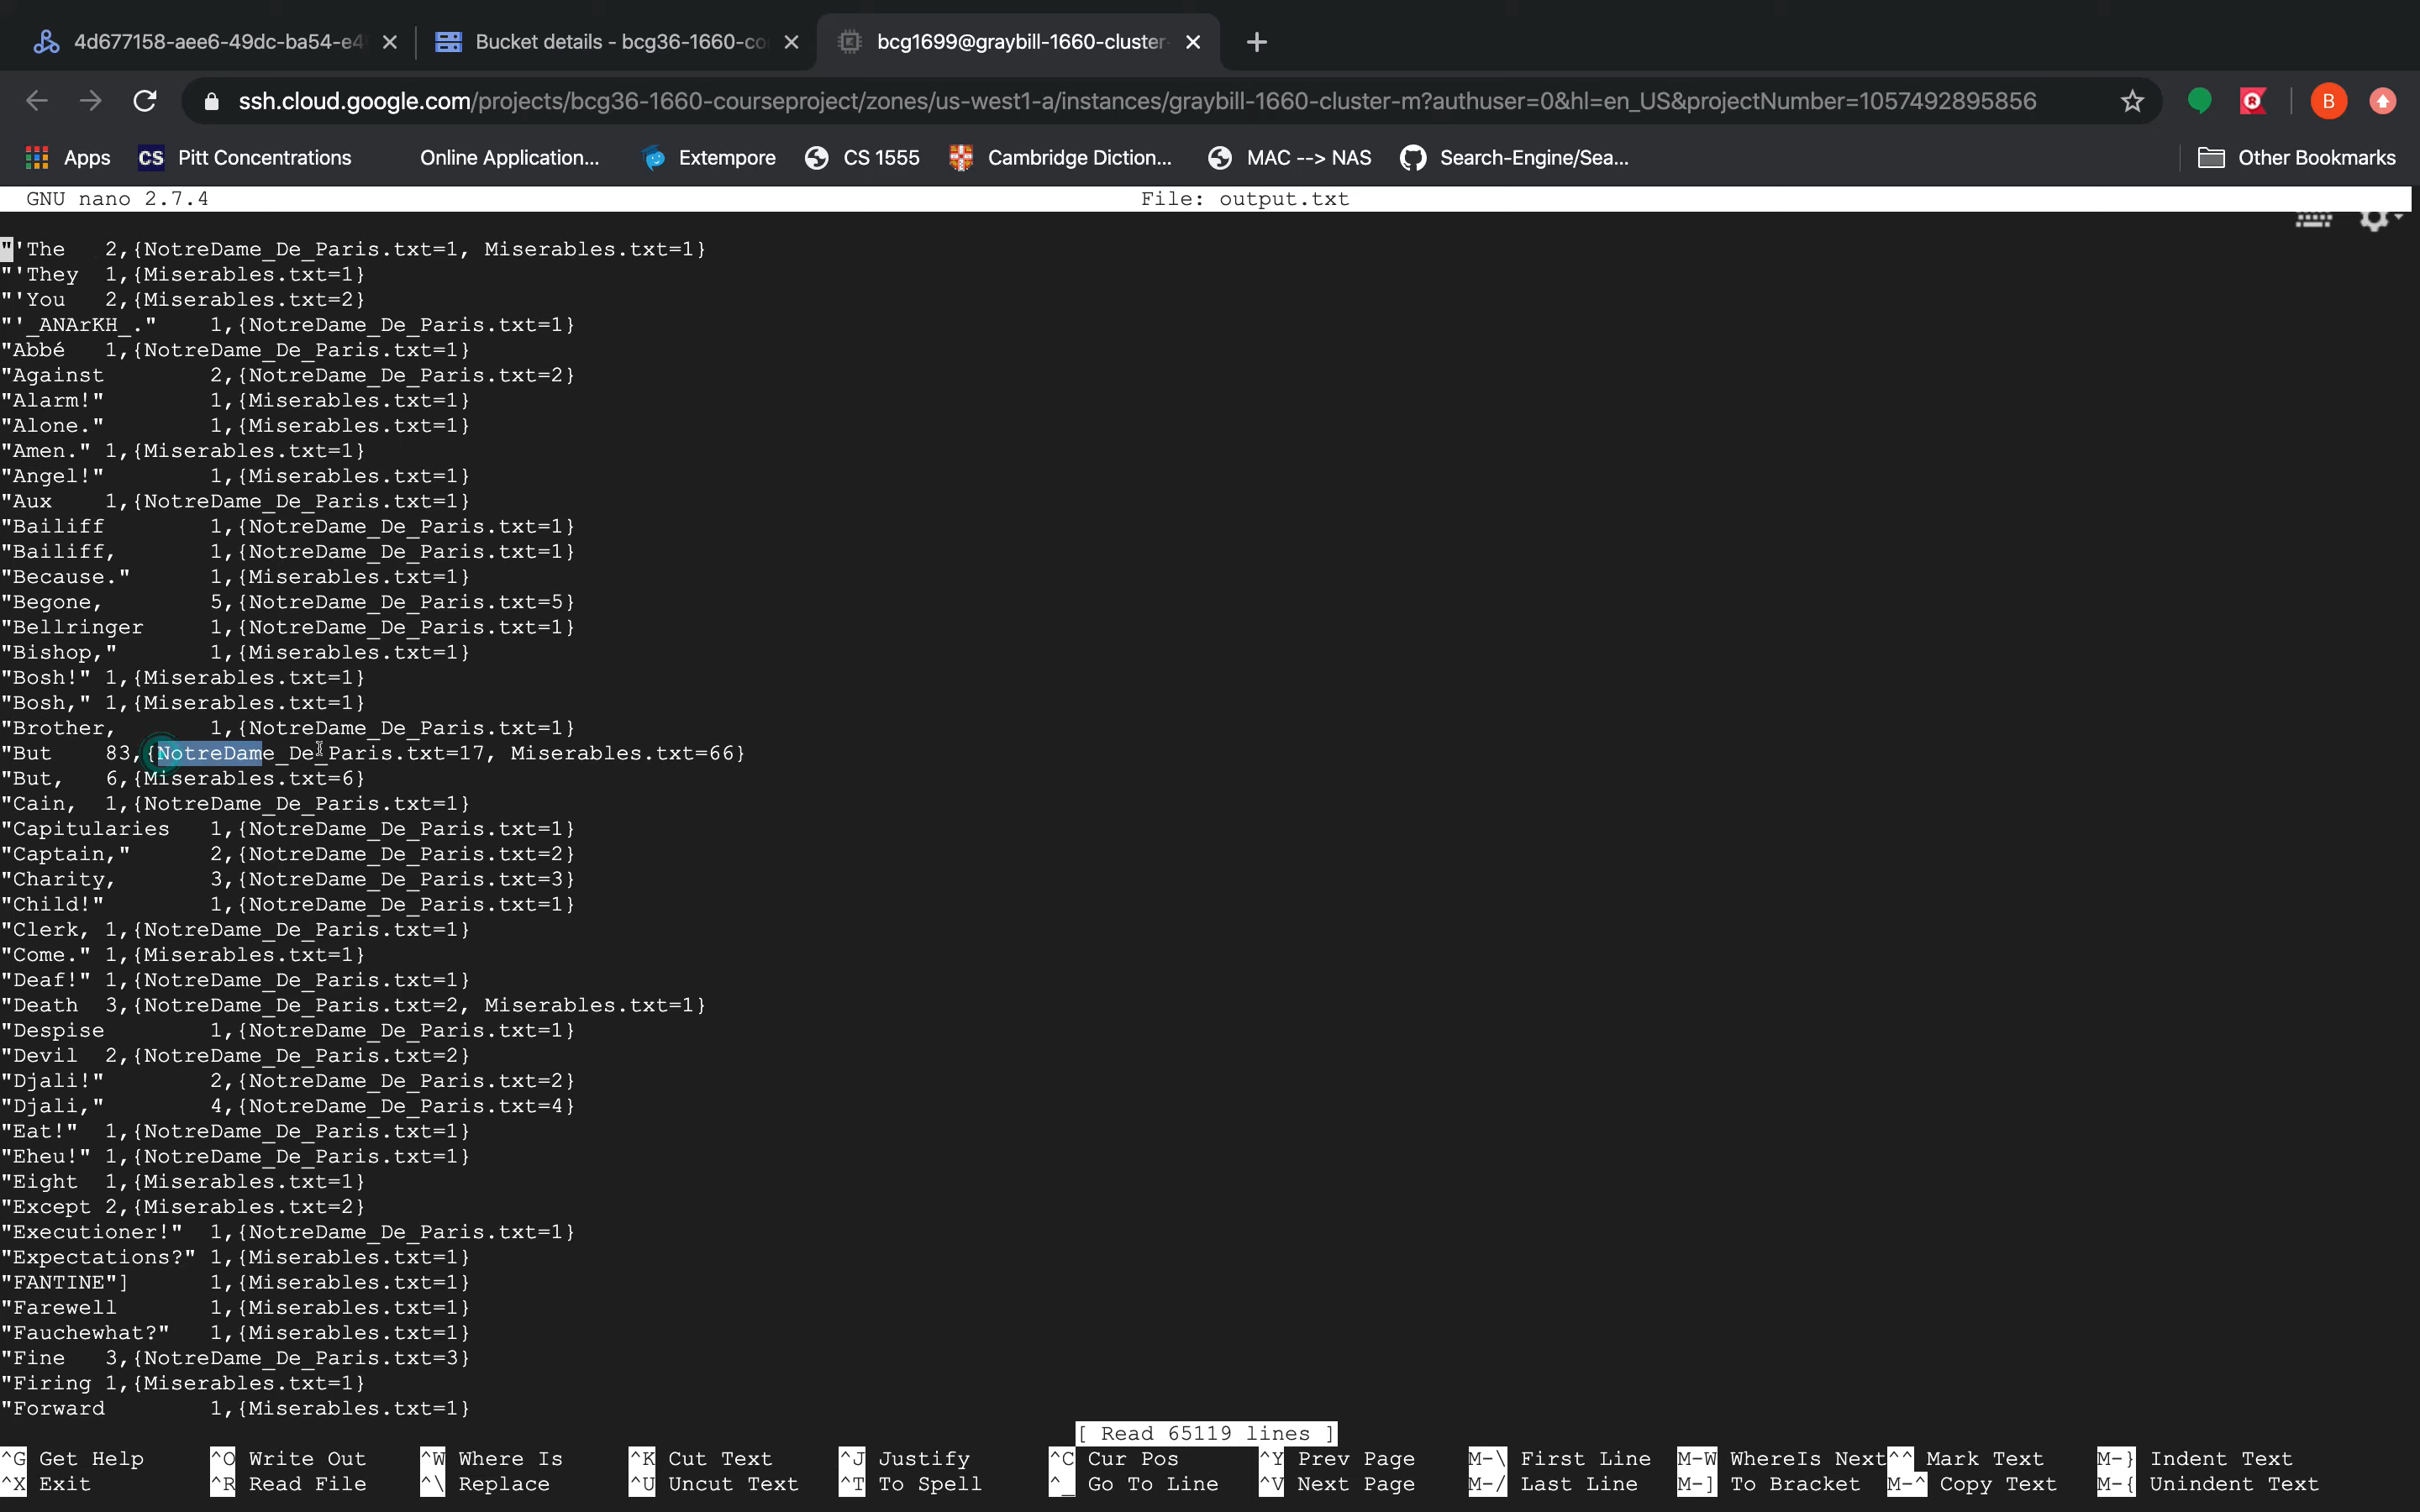 4d677158-aee6-49dc-ba54-e4
Bucket details - bcg36-1660-co
bcg1699@graybill-1660-cluster-
ssh.cloud.google.com/projects/bcg36-1660-courseproject/zones/us-west1-a/instances/graybill-1660-cluster-m?authuser=0&hl=en_US&projectNumber=1057492895856
B
Apps CS Pitt Concentrations Online Application... Extempore CS 1555 Cambridge Diction... MAC --> NAS Search-Engine/Sea... Other Bookmarks
GNU nano 2.7.4 File: output.txt
"'The 2,{NotreDame_De_Paris.txt=1, Miserables.txt=1}
"'They 1,{Miserables.txt=1}
"'You 2,{Miserables.txt=2}
"'_ANArKH_." 1,{NotreDame_De_Paris.txt=1}
"Abbé 1,{NotreDame_De_Paris.txt=1}
"Against 2,{NotreDame_De_Paris.txt=2}
"Alarm!" 1,{Miserables.txt=1}
"Alone." 1,{Miserables.txt=1}
"Amen." 1,{Miserables.txt=1}
"Angel!" 1,{Miserables.txt=1}
"Aux 1,{NotreDame_De_Paris.txt=1}
"Bailiff 1,{NotreDame_De_Paris.txt=1}
"Bailiff, 1,{NotreDame_De_Paris.txt=1}
"Because." 1,{Miserables.txt=1}
"Begone, 5,{NotreDame_De_Paris.txt=5}
"Bellringer 1,{NotreDame_De_Paris.txt=1}
"Bishop," 1,{Miserables.txt=1}
"Bosh!" 1,{Miserables.txt=1}
"Bosh," 1,{Miserables.txt=1}
"Brother, 1,{NotreDame_De_Paris.txt=1}
"But 83,{NotreDame_De_Paris.txt=17, Miserables.txt=66}
"But, 6,{Miserables.txt=6}
"Cain, 1,{NotreDame_De_Paris.txt=1}
"Capitularies 1,{NotreDame_De_Paris.txt=1}
"Captain," 2,{NotreDame_De_Paris.txt=2}
"Charity, 3,{NotreDame_De_Paris.txt=3}
"Child!" 1,{NotreDame_De_Paris.txt=1}
"Clerk, 1,{NotreDame_De_Paris.txt=1}
"Come." 1,{Miserables.txt=1}
"Deaf!" 1,{NotreDame_De_Paris.txt=1}
"Death 3,{NotreDame_De_Paris.txt=2, Miserables.txt=1}
"Despise 1,{NotreDame_De_Paris.txt=1}
"Devil 2,{NotreDame_De_Paris.txt=2}
"Djali!" 2,{NotreDame_De_Paris.txt=2}
"Djali," 4,{NotreDame_De_Paris.txt=4}
"Eat!" 1,{NotreDame_De_Paris.txt=1}
"Eheu!" 1,{NotreDame_De_Paris.txt=1}
"Eight 1,{Miserables.txt=1}
"Except 2,{Miserables.txt=2}
"Executioner!" 1,{NotreDame_De_Paris.txt=1}
"Expectations?" 1,{Miserables.txt=1}
"FANTINE"] 1,{Miserables.txt=1}
"Farewell 1,{Miserables.txt=1}
"Fauchewhat?" 1,{Miserables.txt=1}
"Fine 3,{NotreDame_De_Paris.txt=3}
"Firing 1,{Miserables.txt=1}
"Forward 1,{Miserables.txt=1}
[ Read 65119 lines ]
^G Get Help ^O Write Out ^W Where Is ^K Cut Text ^J Justify ^C Cur Pos ^Y Prev Page M-\ First Line M-W WhereIs Next ^^ Mark Text M-} Indent Text
^X Exit ^R Read File ^\ Replace ^U Uncut Text ^T To Spell ^_ Go To Line ^V Next Page M-/ Last Line M-] To Bracket M-^ Copy Text M-{ Unindent Text